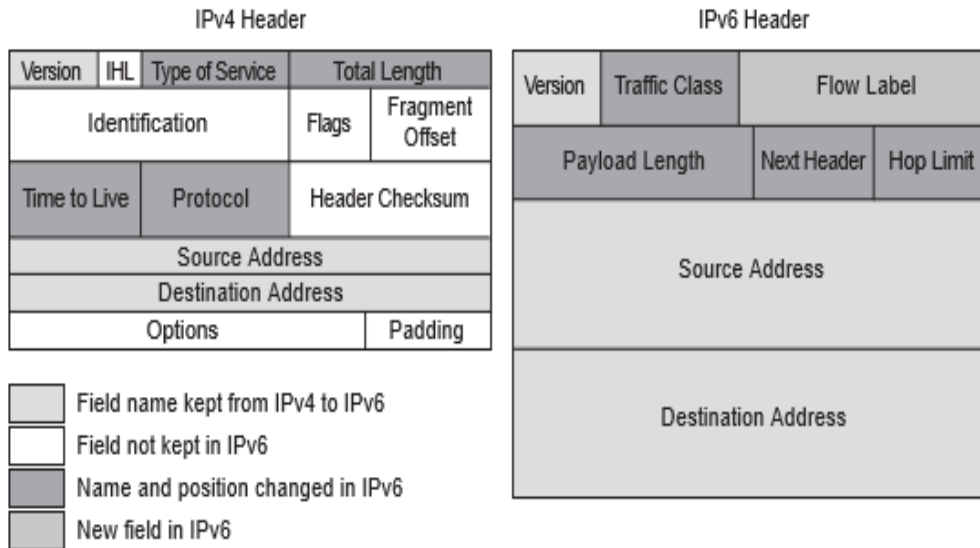 IPv4 Header
Version IHL Type of Service Total Length
Identification Flags Fragment
Offset
Time to Live Protocol Header Checksum
Source Address
Destination Address
Options Padding
IPv6 Header
Version Traffic Class Flow Label
Payload Length Next Header Hop Limit
Source Address
Destination Address
Field name kept from IPv4 to IPv6
Field not kept in IPv6
Name and position changed in IPv6
New field in IPv6